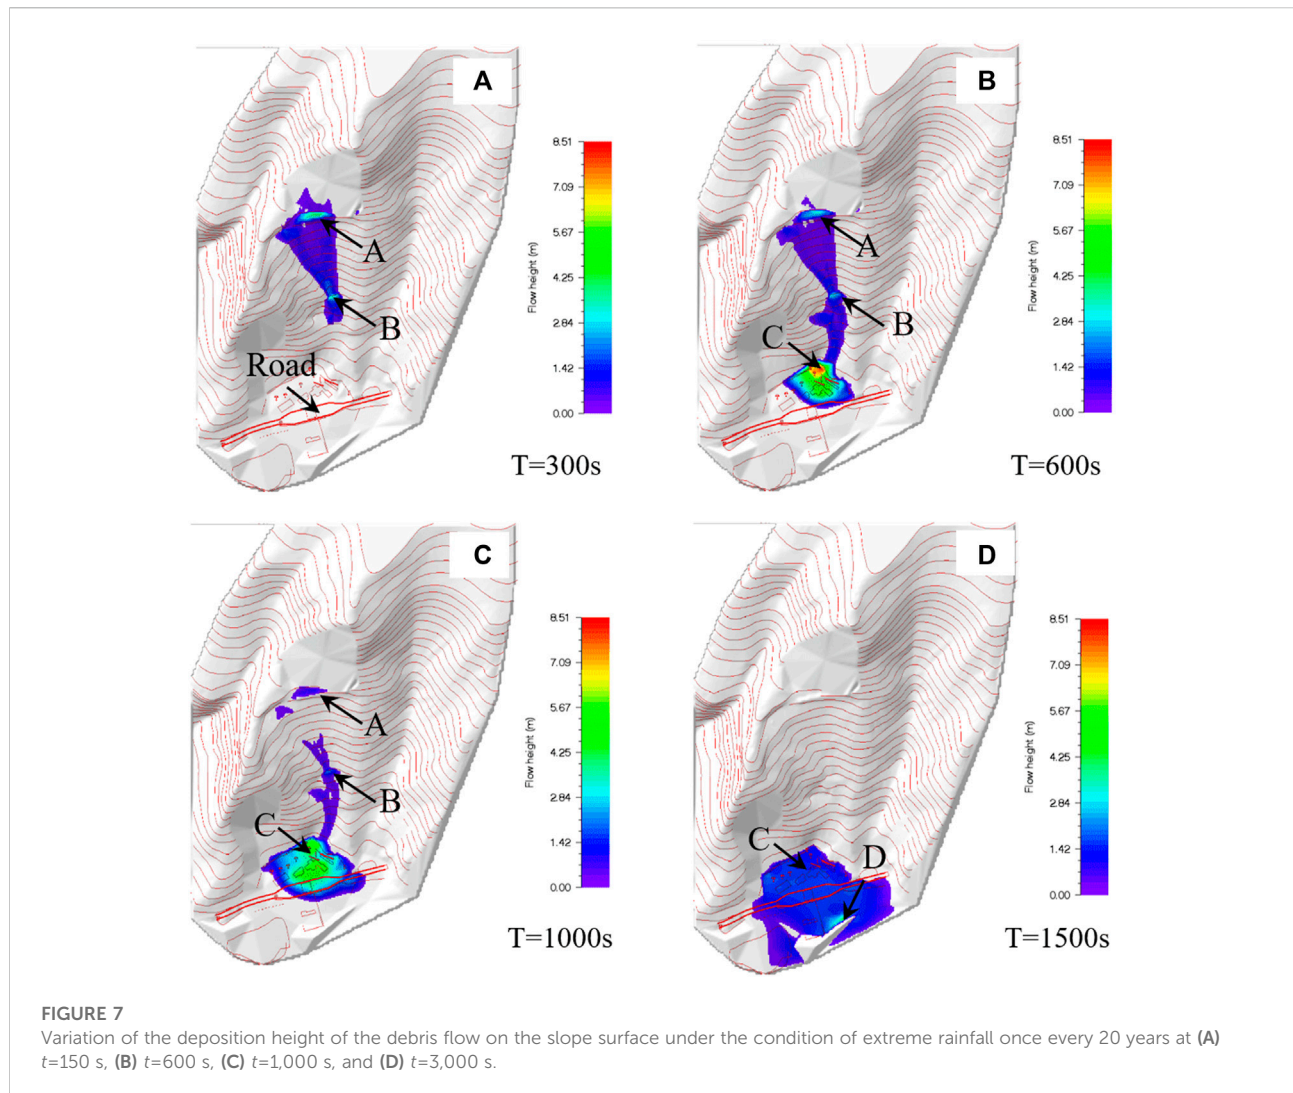 A
8.51
7.09
5.67
4.25
2.84
1.42
0.00
Flow height (m)
A
B
Road
T=300s
B
8.51
7.09
5.67
4.25
2.84
1.42
0.00
Flow height (m)
A
B
C
T=600s
C
8.51
7.09
5.67
4.25
2.84
1.42
0.00
Flow height (m)
A
B
C
T=1000s
D
8.51
7.09
5.67
4.25
2.84
1.42
0.00
Flow height (m)
C
D
T=1500s
FIGURE 7
Variation of the deposition height of the debris flow on the slope surface under the condition of extreme rainfall once every 20 years at (A)
t=150 s, (B) t=600 s, (C) t=1,000 s, and (D) t=3,000 s.